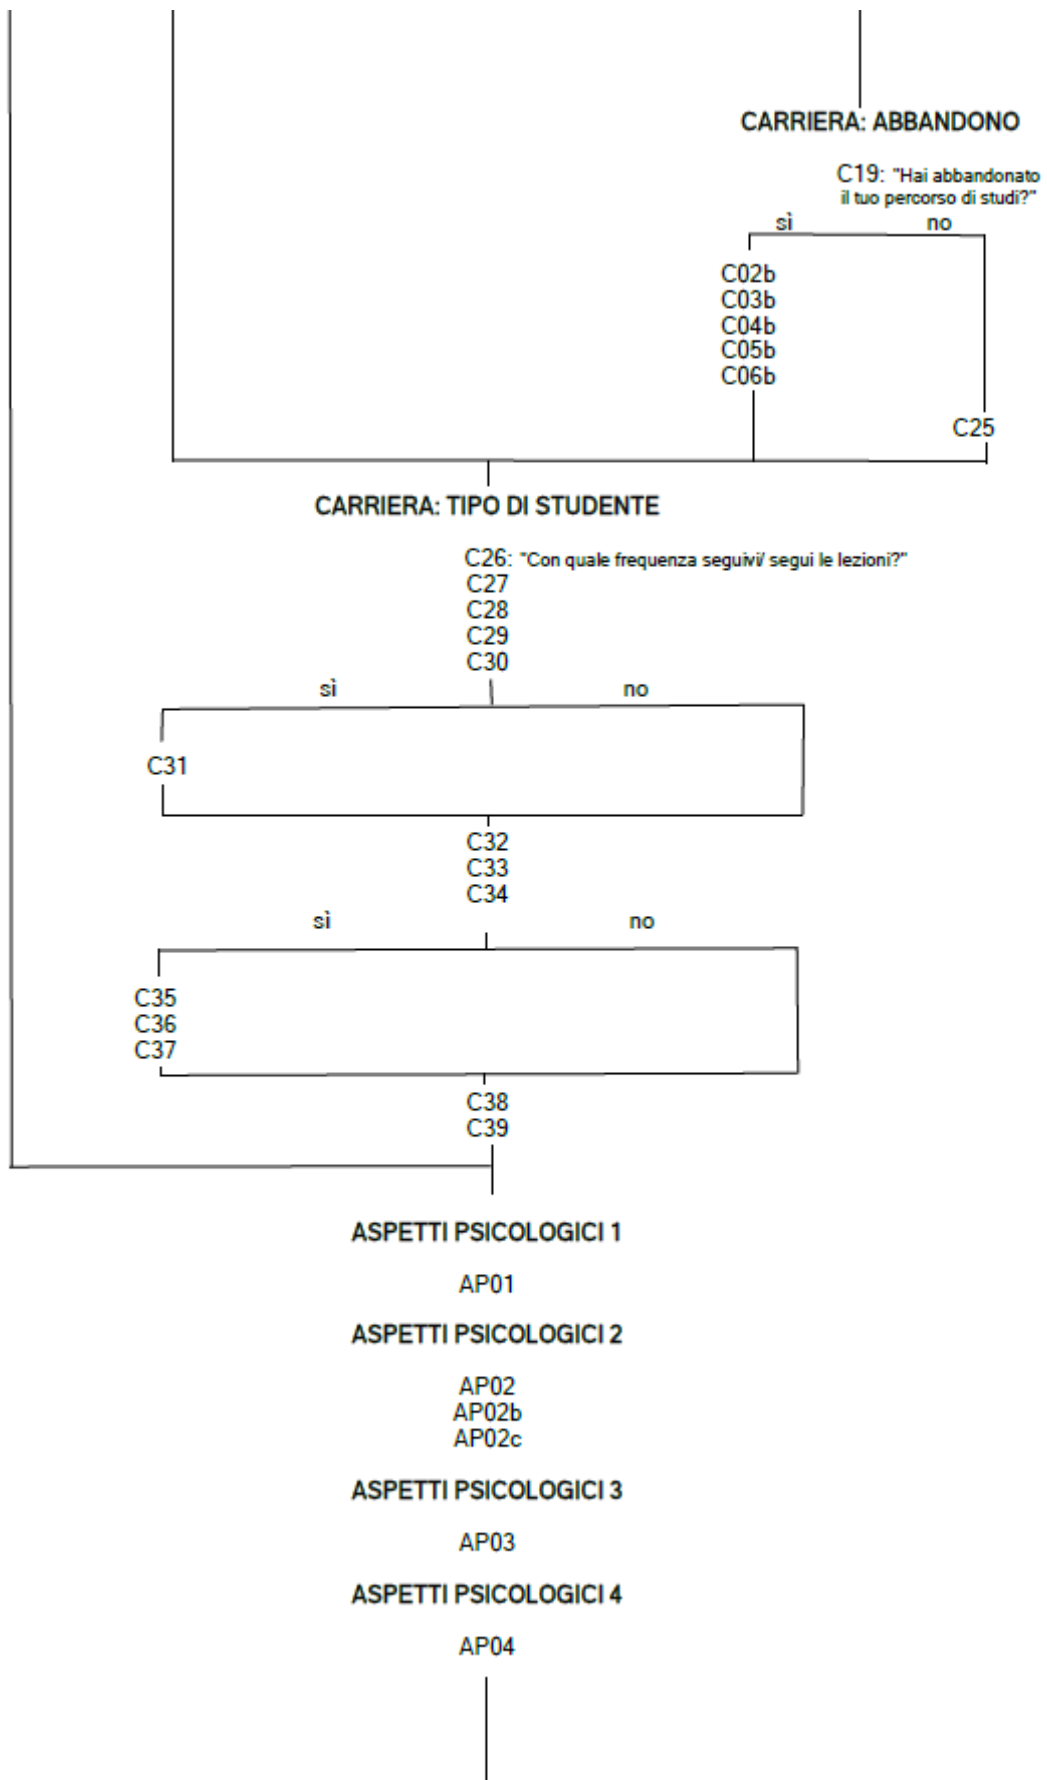 CARRIERA: ABBANDONO
C19: "Hai abbandonato
il tuo percorso di studi?"
sì no
C02b
C03b
C04b
C05b
C06b
C25
CARRIERA: TIPO DI STUDENTE
C26: "Con quale frequenza seguivi/ segui le lezioni?"
C27
C28
C29
C30
sì no
C31
C32
C33
C34
sì no
C35
C36
C37
C38
C39
ASPETTI PSICOLOGICI 1
AP01
ASPETTI PSICOLOGICI 2
AP02
AP02b
AP02c
ASPETTI PSICOLOGICI 3
AP03
ASPETTI PSICOLOGICI 4
AP04